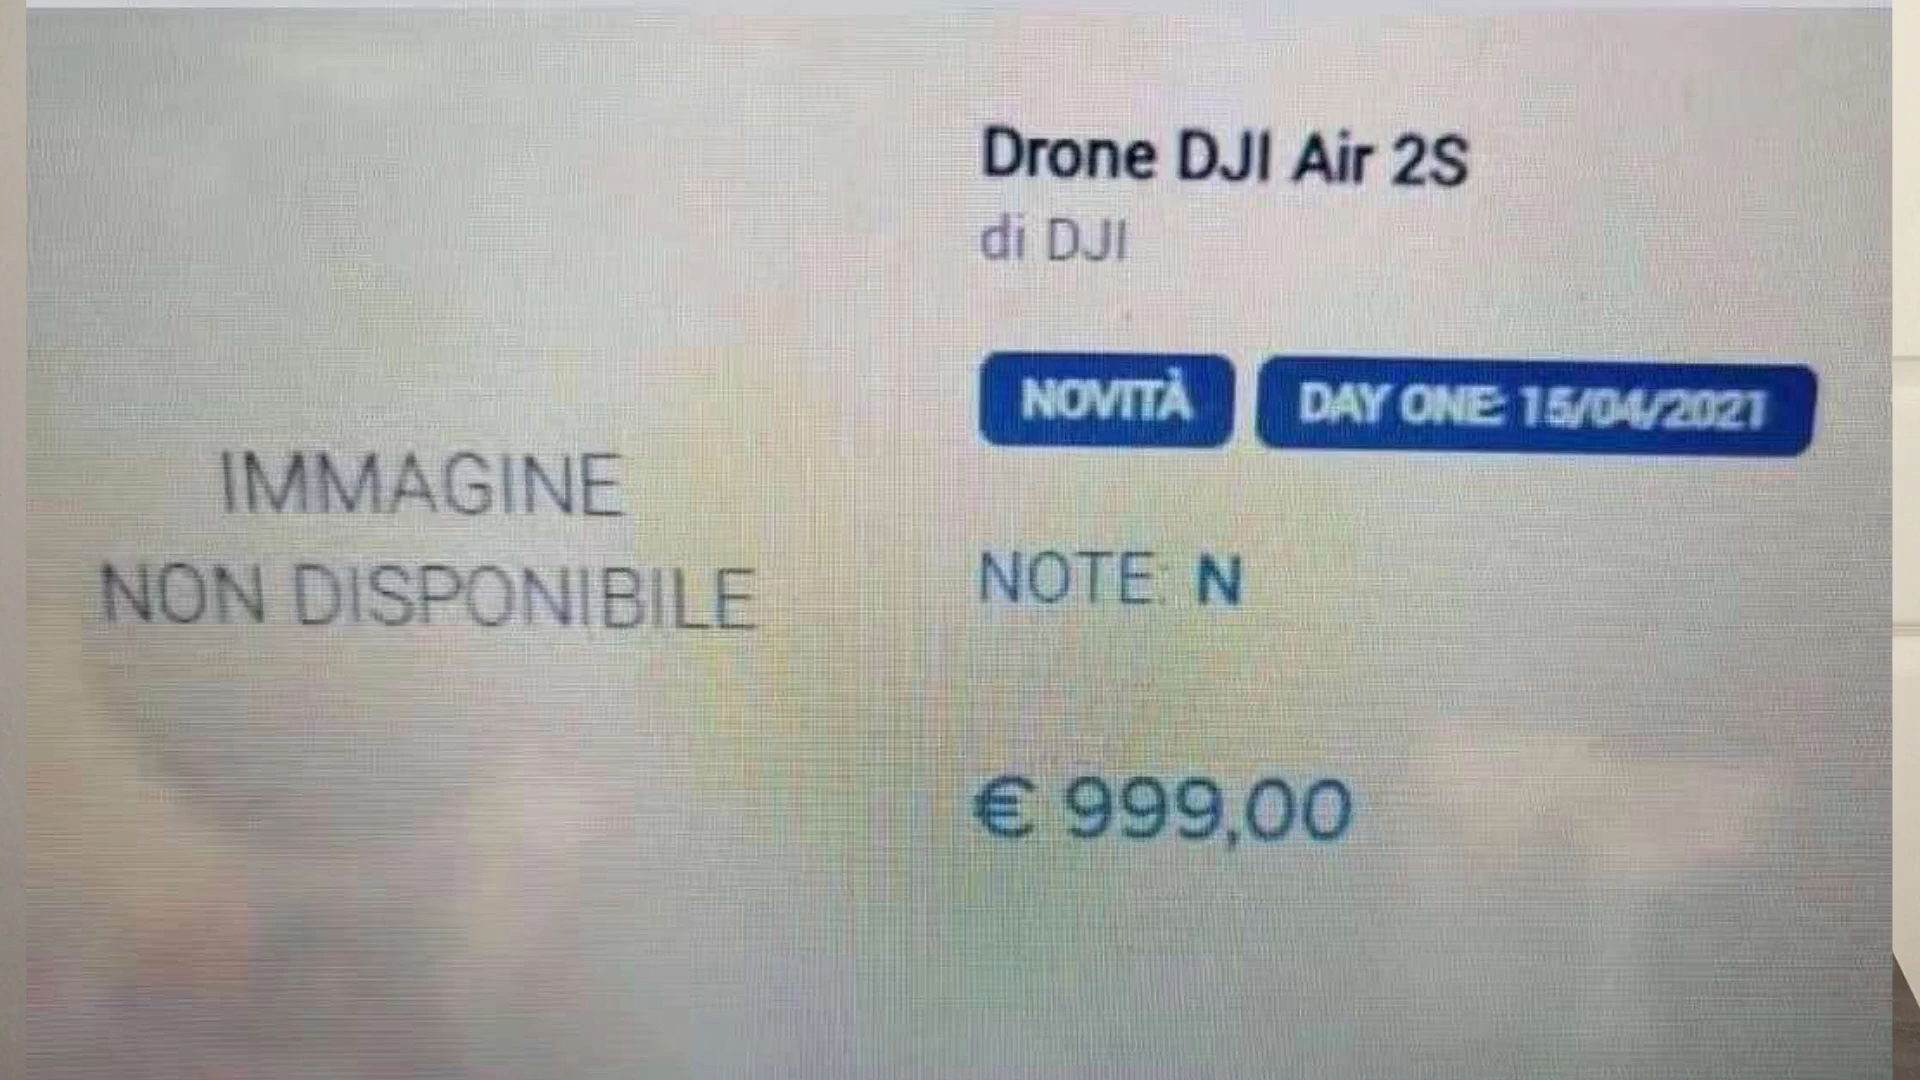 Drone DJI Air 2S
di DJI
NOVITÀ
DAY ONE: 15/04/2021
IMMAGINE
NON DISPONIBILE
NOTE: N
€ 999,00